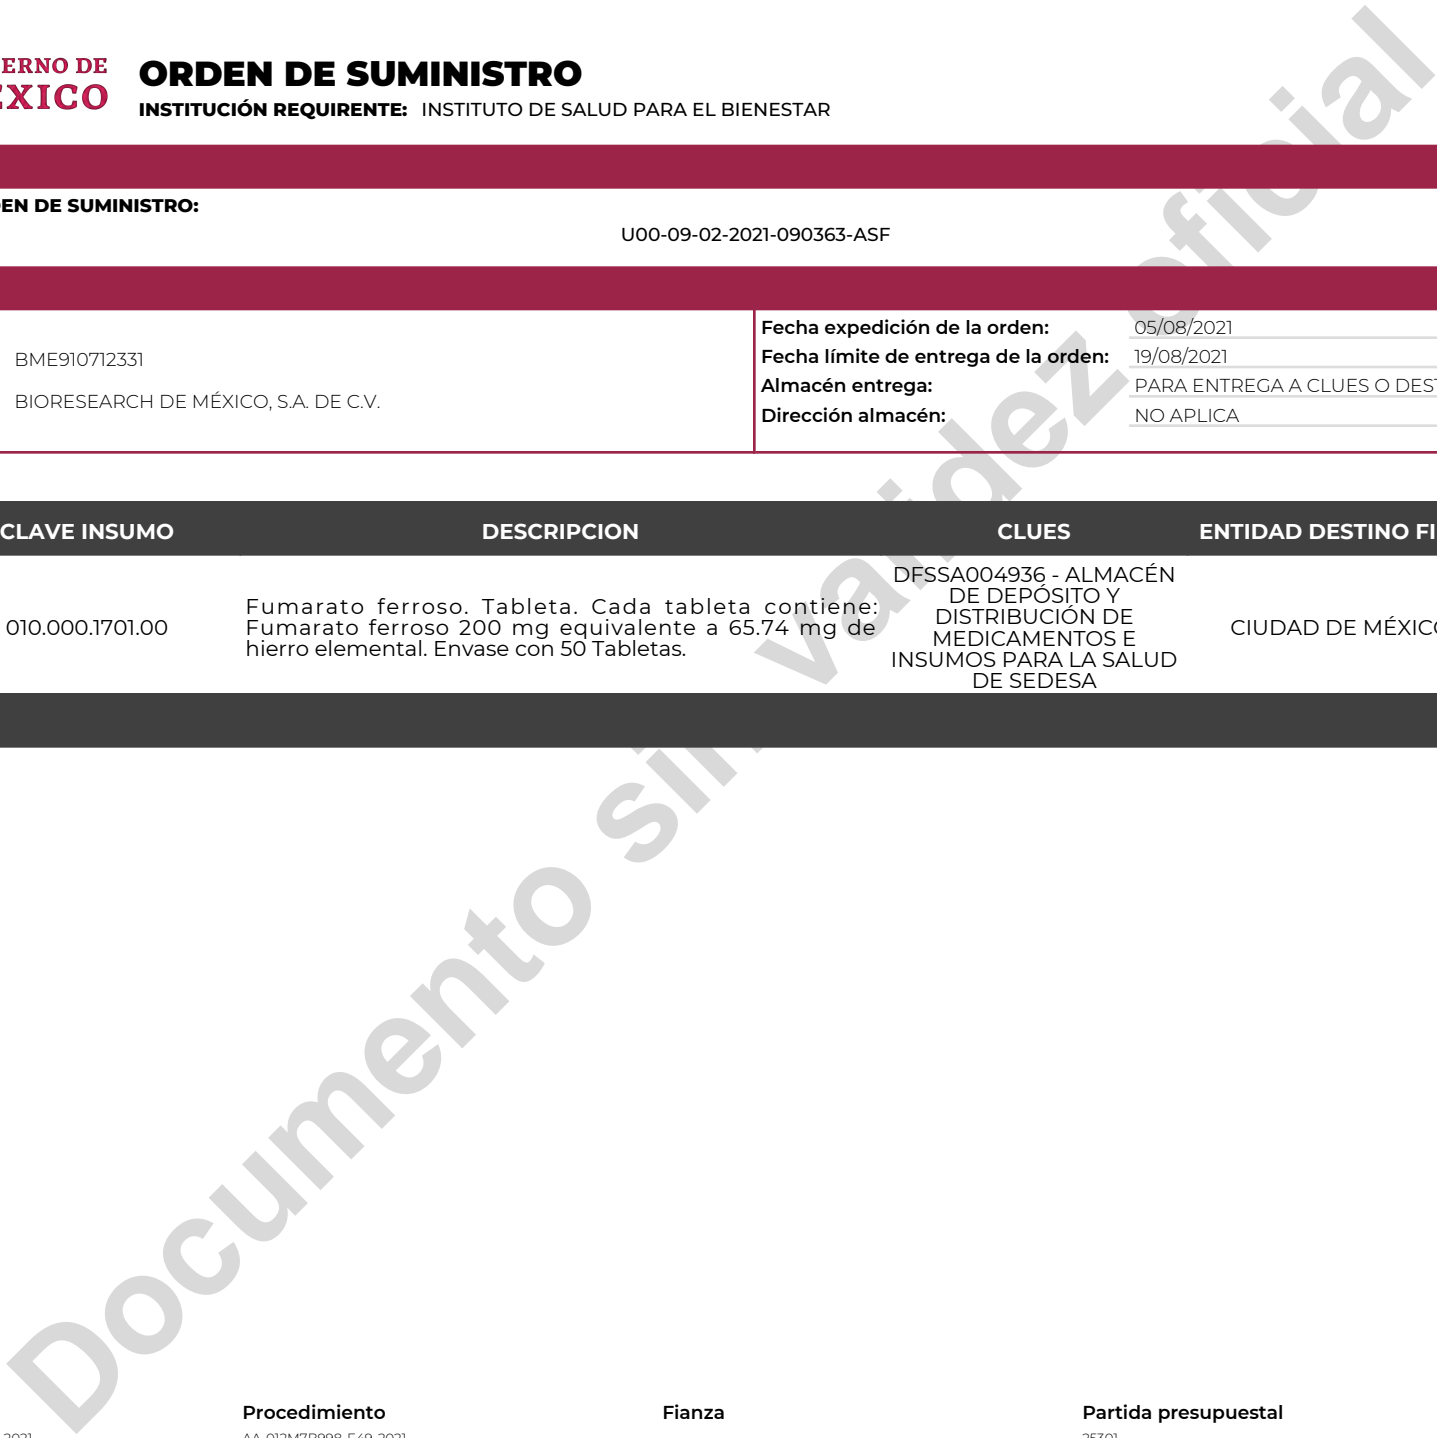 ERNO DE
EXICO
ORDEN DE SUMINISTRO
INSTITUCIÓN REQUIRENTE: INSTITUTO DE SALUD PARA EL BIENESTAR
EN DE SUMINISTRO:
U00-09-02-2021-090363-ASF
BME910712331
BIORESEARCH DE MÉXICO, S.A. DE C.V.
Fecha expedición de la orden: 05/08/2021
Fecha límite de entrega de la orden: 19/08/2021
Almacén entrega: PARA ENTREGA A CLUES O DEST
Dirección almacén: NO APLICA
CLAVE INSUMO DESCRIPCION CLUES ENTIDAD DESTINO FI
010.000.1701.00
Fumarato ferroso. Tableta. Cada tableta contiene:
Fumarato ferroso 200 mg equivalente a 65.74 mg de
hierro elemental. Envase con 50 Tabletas.
DFSSA004936 - ALMACÉN
DE DEPÓSITO Y
DISTRIBUCIÓN DE
MEDICAMENTOS E
INSUMOS PARA LA SALUD
DE SEDESA
CIUDAD DE MÉXICO
Documento sin validez oficial
Procedimiento Fianza Partida presupuestal